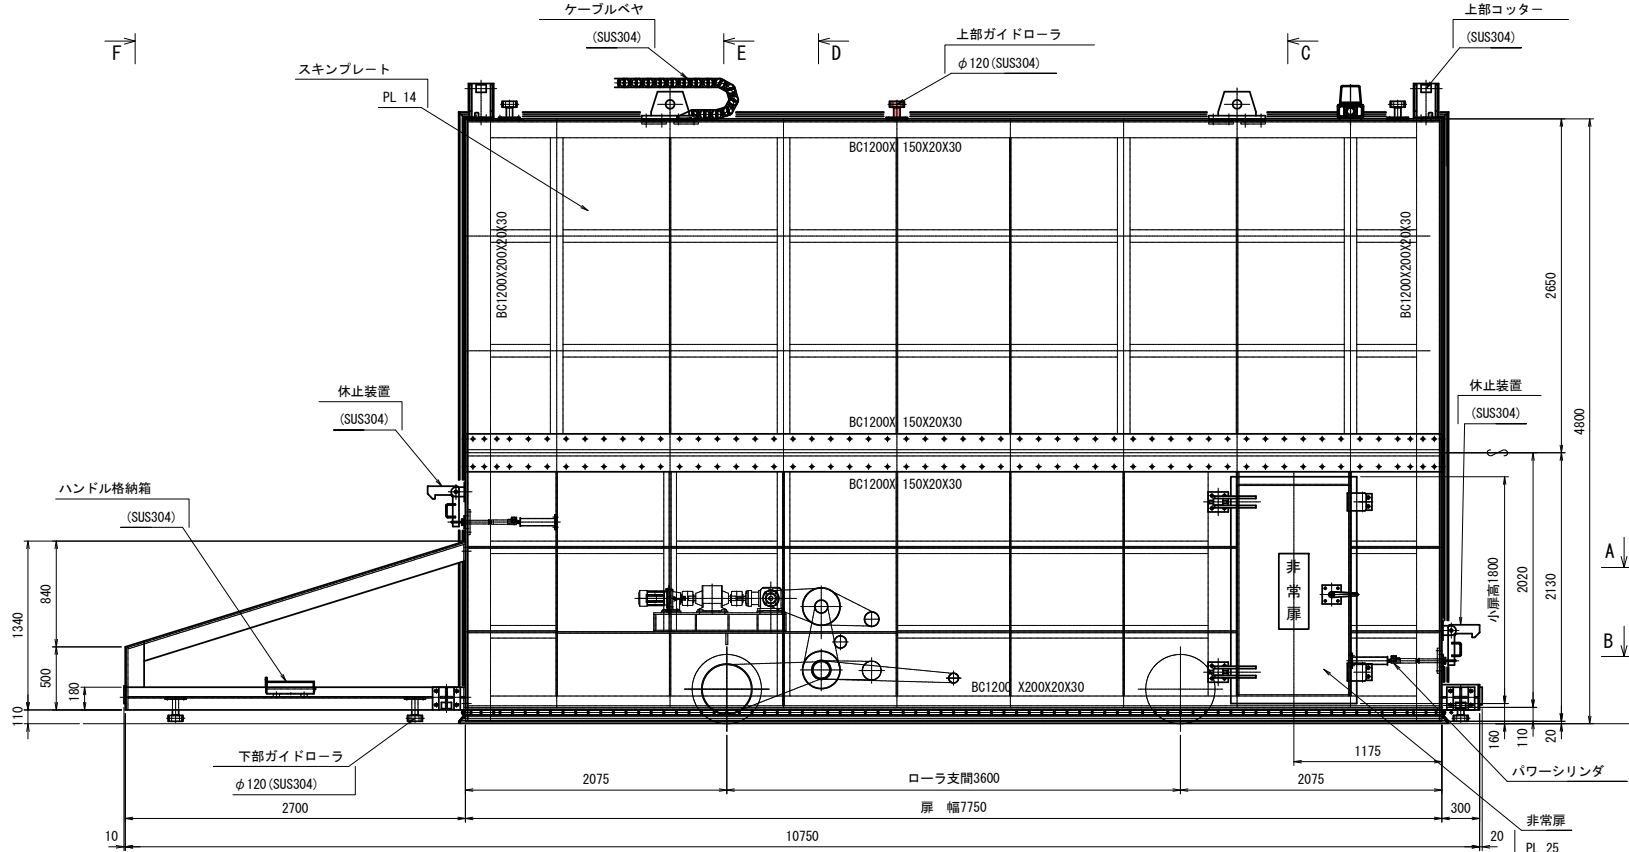 ケーブルベヤ
(SUS304)
上部コッター
(SUS304)
上部ガイドローラ
φ120(SUS304)
F
E
D
C
スキンプレート
PL 14
BC1200X 150X20X30
BC1200X200X20X30
BC1200X200X20X30
2650
4800
休止装置
(SUS304)
休止装置
(SUS304)
BC1200X 150X20X30
BC1200X 150X20X30
ハンドル格納箱
(SUS304)
非常扉
小扉高1800
2020
2130
A
B
840
1340
500
180
110
BC1200 X200X20X30
160
110
20
下部ガイドローラ
φ120(SUS304)
1175
パワーシリンダ
2075
ローラ支間3600
2075
2700
扉 幅7750
300
10
10750
20
非常扉
PL 25